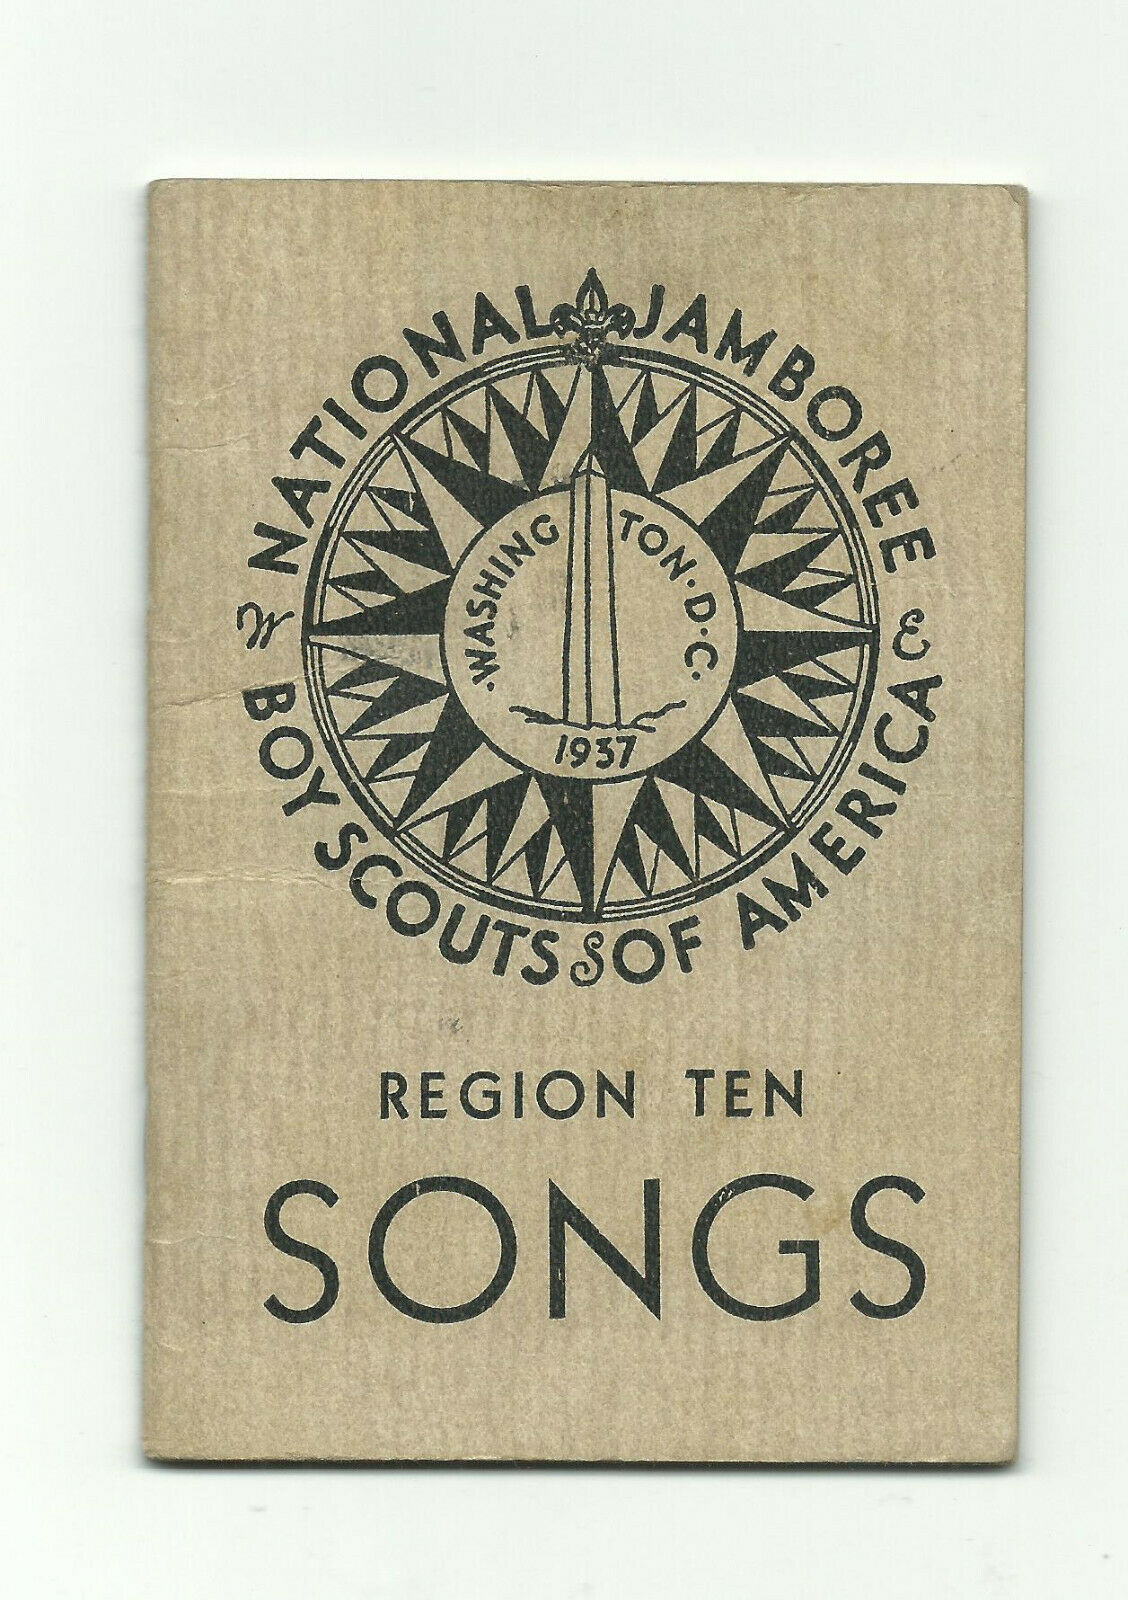 NATIONAL JAMBOREE
W E
BOY SCOUTS S OF AMERICA
·WASHINGTON·D·C·
1937
REGION TEN
SONGS